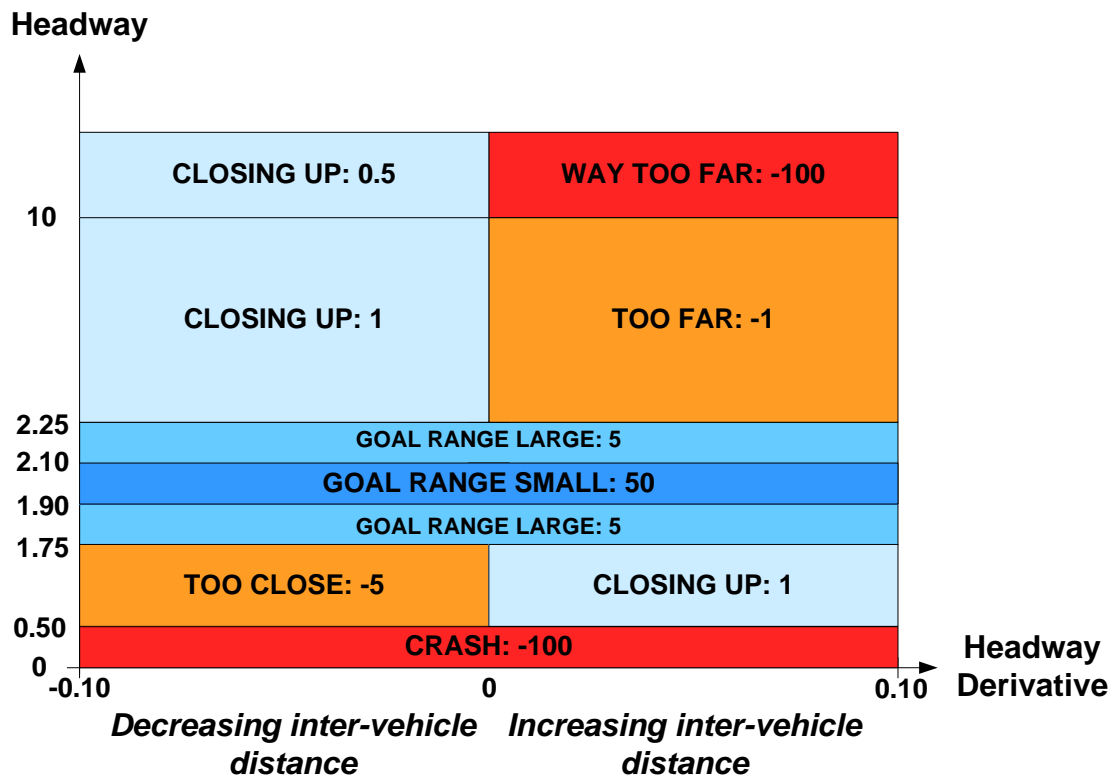 Headway
CLOSING UP: 0.5
WAY TOO FAR: -100
10
CLOSING UP: 1
TOO FAR: -1
2.25
GOAL RANGE LARGE: 5
2.10
GOAL RANGE SMALL: 50
1.90
GOAL RANGE LARGE: 5
1.75
TOO CLOSE: -5
CLOSING UP: 1
0.50
CRASH: -100
0
-0.10
0
0.10
Headway
Derivative
Decreasing inter-vehicle
distance
Increasing inter-vehicle
distance